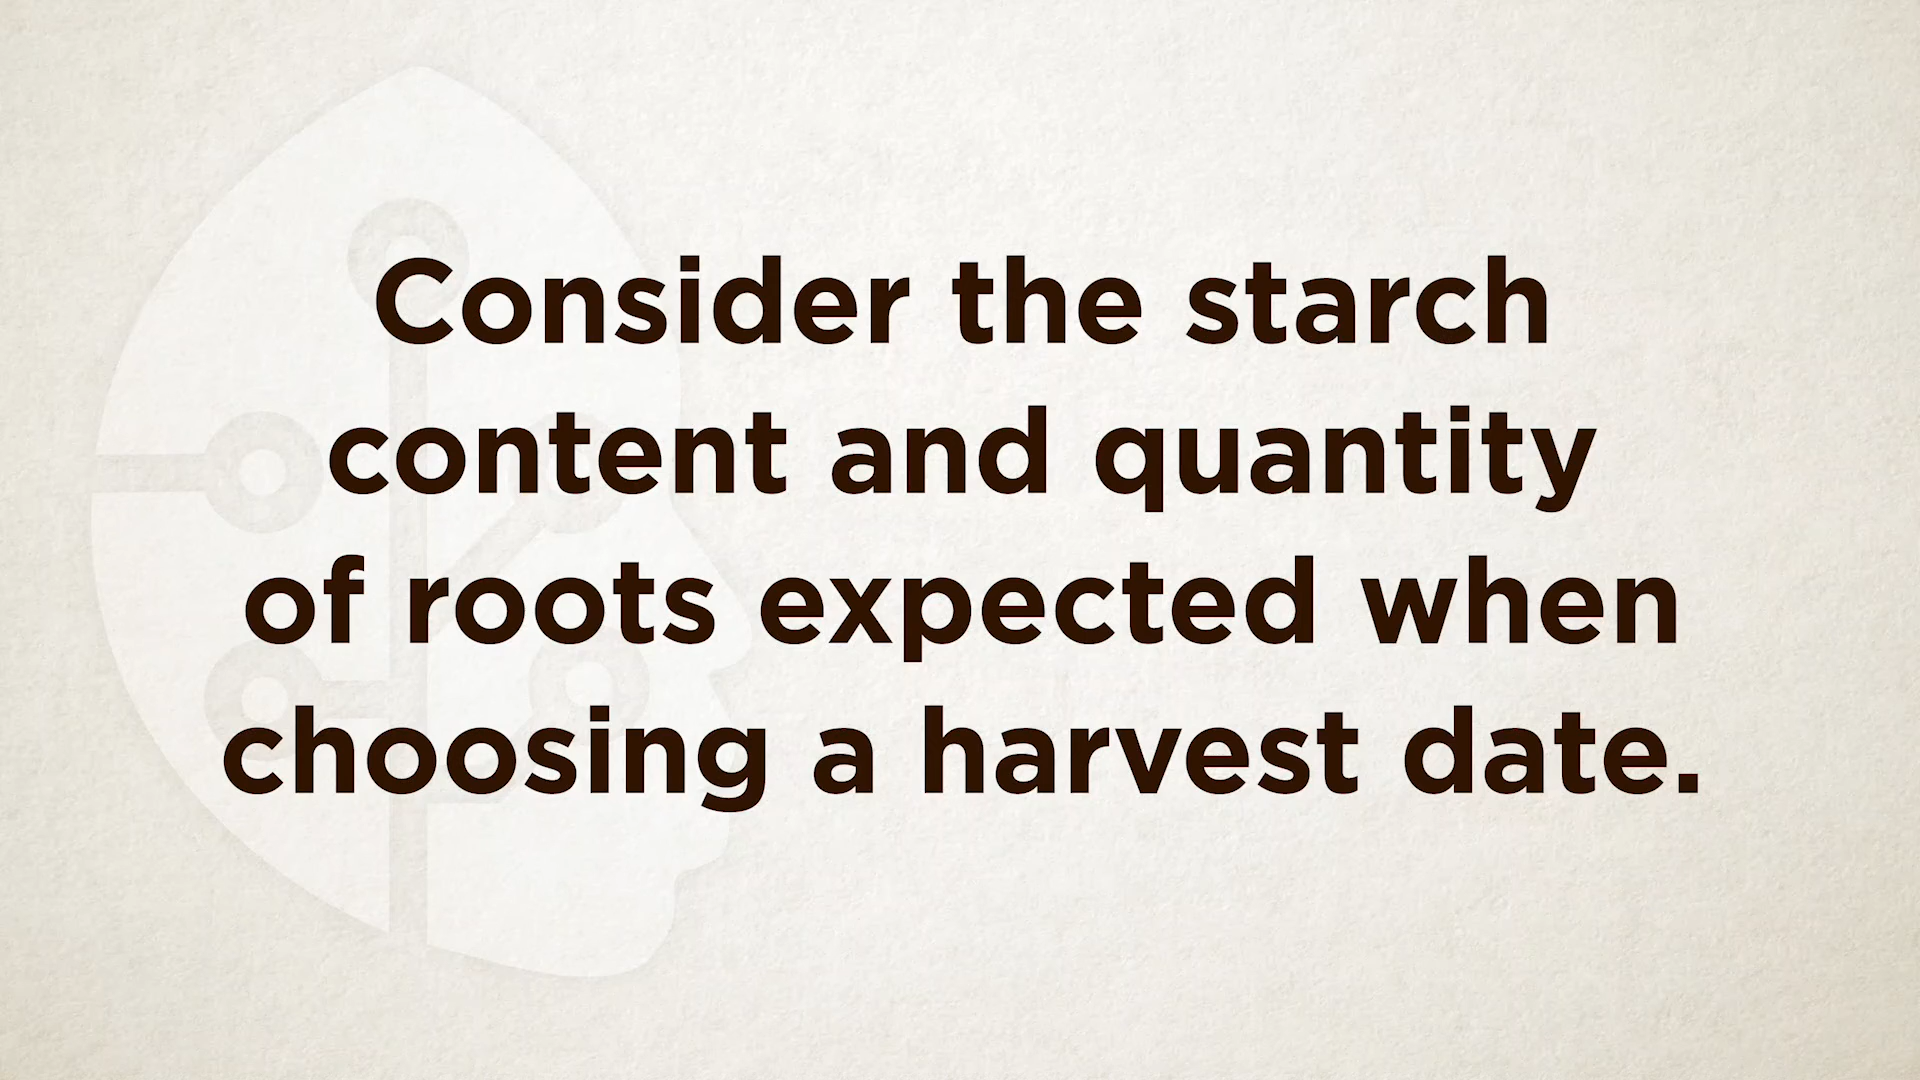 Consider the starch
content and quantity
of roots expected when
choosing a harvest date.